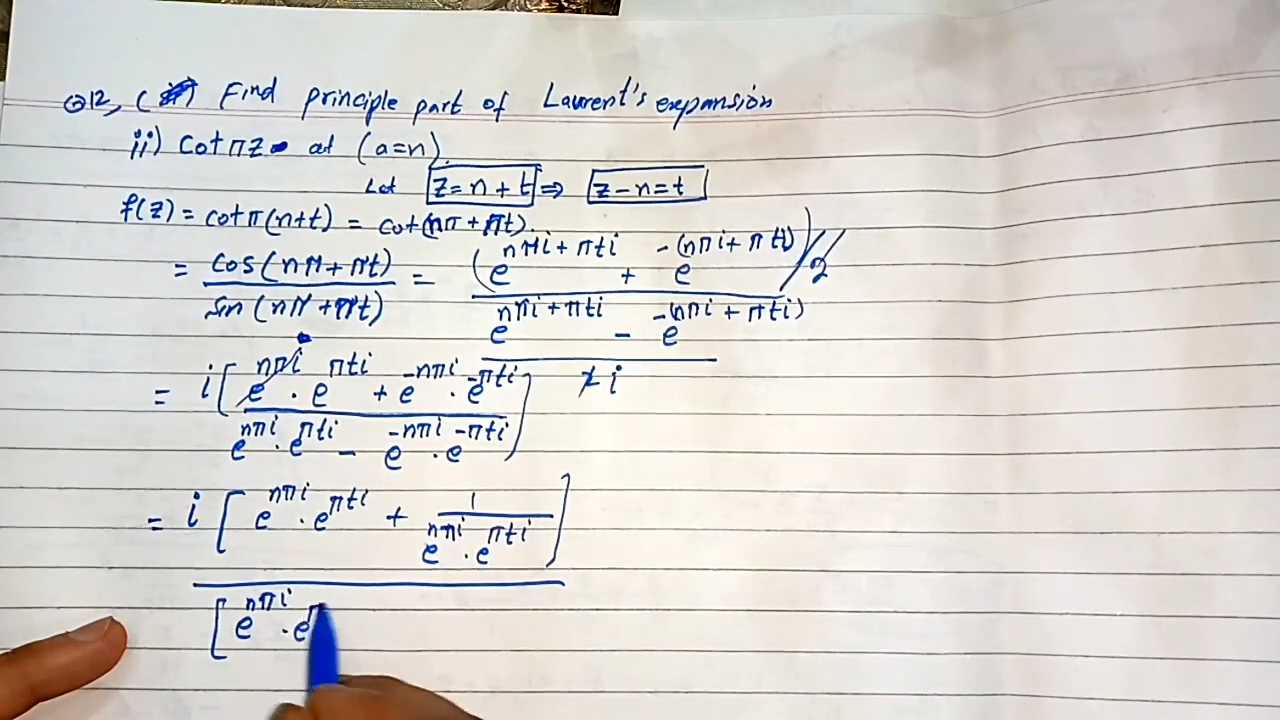 Q12, (ii) Find principle part of Laurent's expansion
ii) cot πz at (a=n).
Let z=n+t ⇒ z-n=t
f(z) = cotπ(n+t) = cot(nπ+πt).
= cos(nπ+πt) / sin(nπ+πt) = (e^{nπi+πti} + e^{-(nπi+πti)})/2 / (e^{nπi+πti} - e^{-(nπi+πti)}) / 2i
= i[e^{nπi} . e^{πti} + e^{-nπi} . e^{-πti} / e^{nπi} . e^{πti} - e^{-nπi} . e^{-πti}]
= i[e^{nπi} . e^{πti} + 1 / e^{nπi} . e^{πti}]
[e^{nπi} . e^{π